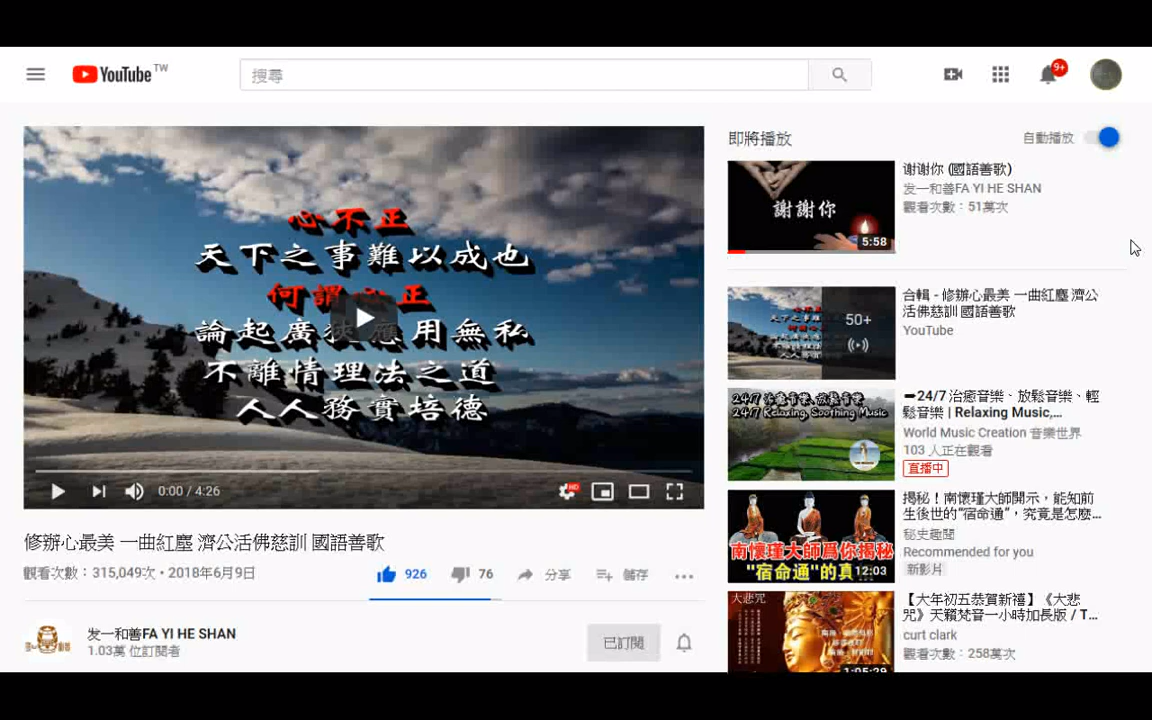 YouTube TW
搜尋
9+
心不正
天下之事難以成也
何謂心正
論起廣狹應用無私
不離情理法之道
人人務實培德
0:00 / 4:26
HD
修辦心最美 一曲紅塵 濟公活佛慈訓 國語善歌
觀看次數：315,049次 • 2018年6月9日
926
76
分享
儲存
发一和善FA YI HE SHAN
1.03萬 位訂閱者
已訂閱
即將播放
自動播放
謝謝你
5:58
谢谢你 (國語善歌)
发一和善FA YI HE SHAN
觀看次數：51萬次
50+
合輯 - 修辦心最美 一曲紅塵 濟公
活佛慈訓 國語善歌
YouTube
24/7 治癒音樂, 放鬆音樂
24/7 Relaxing, Soothing Music
➡24/7 治癒音樂、放鬆音樂、輕
鬆音樂 | Relaxing Music,...
World Music Creation 音樂世界
103 人正在觀看
直播中
南懷瑾大師爲你揭秘
"宿命通"的真
12:03
揭秘！南懷瑾大師開示，能知前
生後世的“宿命通”，究竟是怎麼...
秘史趣聞
Recommended for you
新影片
大悲咒
1:05:29
【大年初五恭賀新禧】《大悲
咒》天籟梵音一小時加長版 / T...
curt clark
觀看次數：258萬次